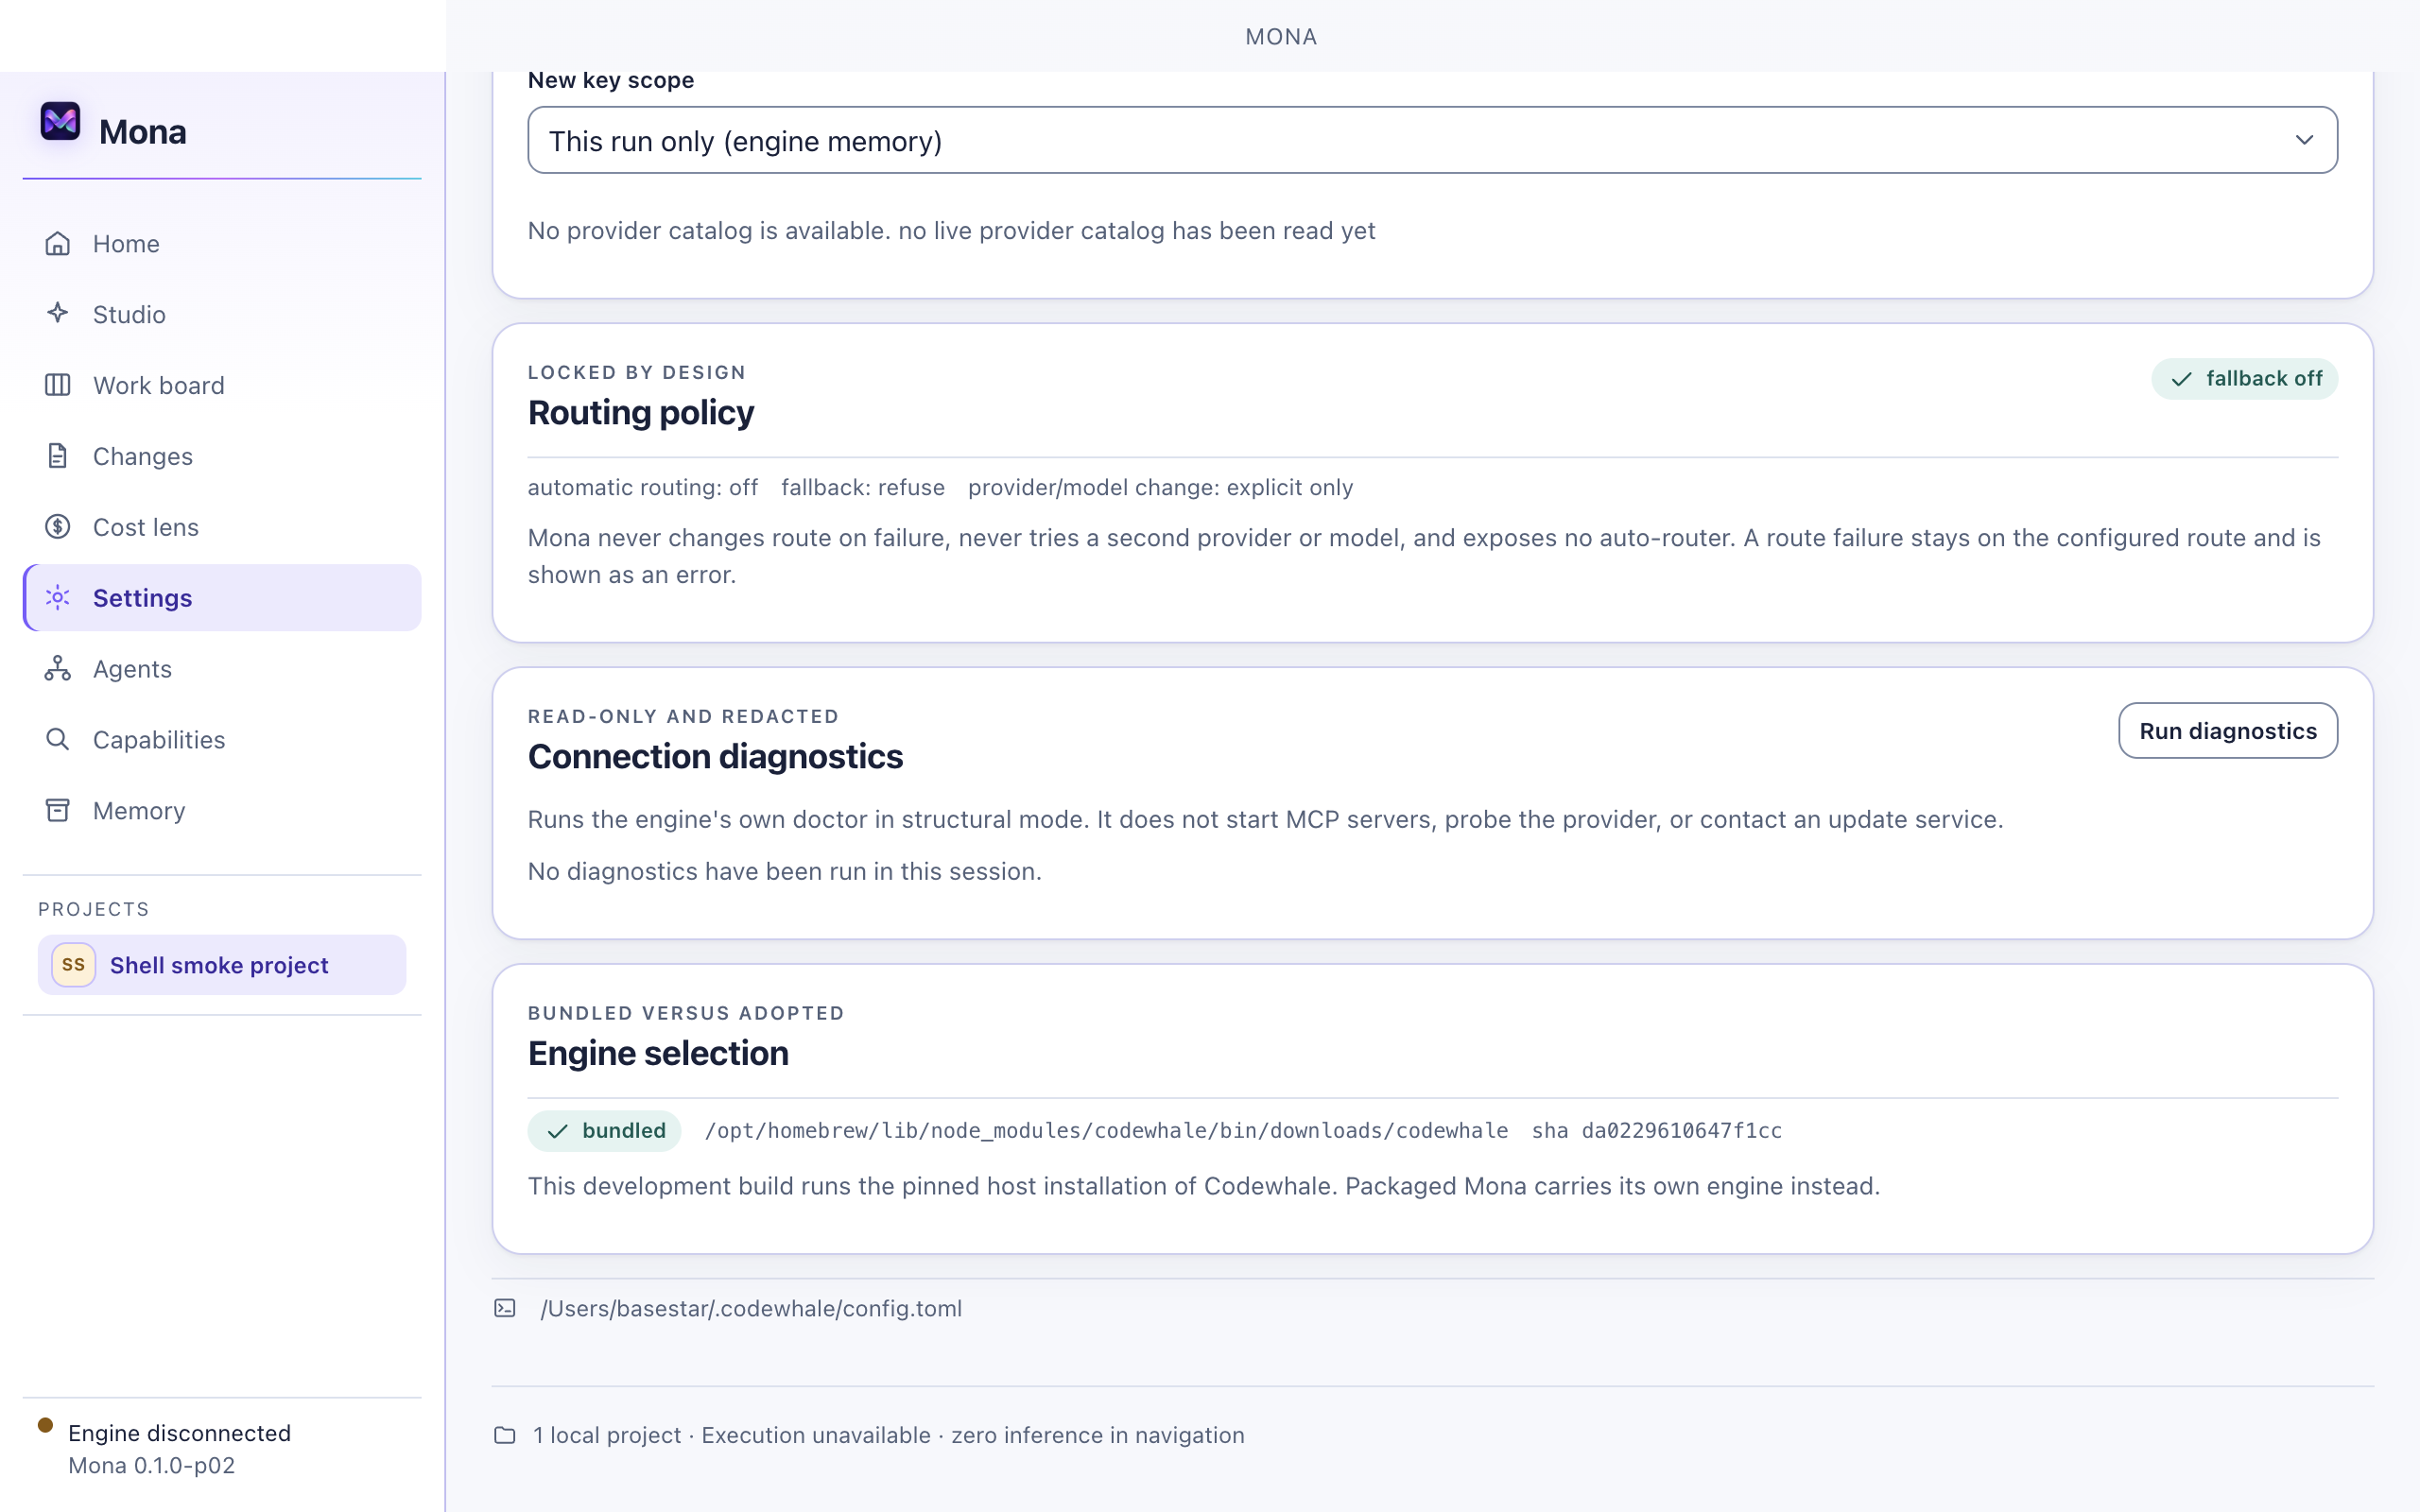 MONA
Mona
Home
Studio
Work board
Changes
Cost lens
Settings
Agents
Capabilities
Memory
PROJECTS
SS Shell smoke project
Engine disconnected
Mona 0.1.0-p02
New key scope
This run only (engine memory)
No provider catalog is available. no live provider catalog has been read yet
LOCKED BY DESIGN
Routing policy
fallback off
automatic routing: off fallback: refuse provider/model change: explicit only
Mona never changes route on failure, never tries a second provider or model, and exposes no auto-router. A route failure stays on the configured route and is
shown as an error.
READ-ONLY AND REDACTED
Connection diagnostics
Run diagnostics
Runs the engine's own doctor in structural mode. It does not start MCP servers, probe the provider, or contact an update service.
No diagnostics have been run in this session.
BUNDLED VERSUS ADOPTED
Engine selection
bundled /opt/homebrew/lib/node_modules/codewhale/bin/downloads/codewhale sha da0229610647f1cc
This development build runs the pinned host installation of Codewhale. Packaged Mona carries its own engine instead.
/Users/basestar/.codewhale/config.toml
1 local project · Execution unavailable · zero inference in navigation